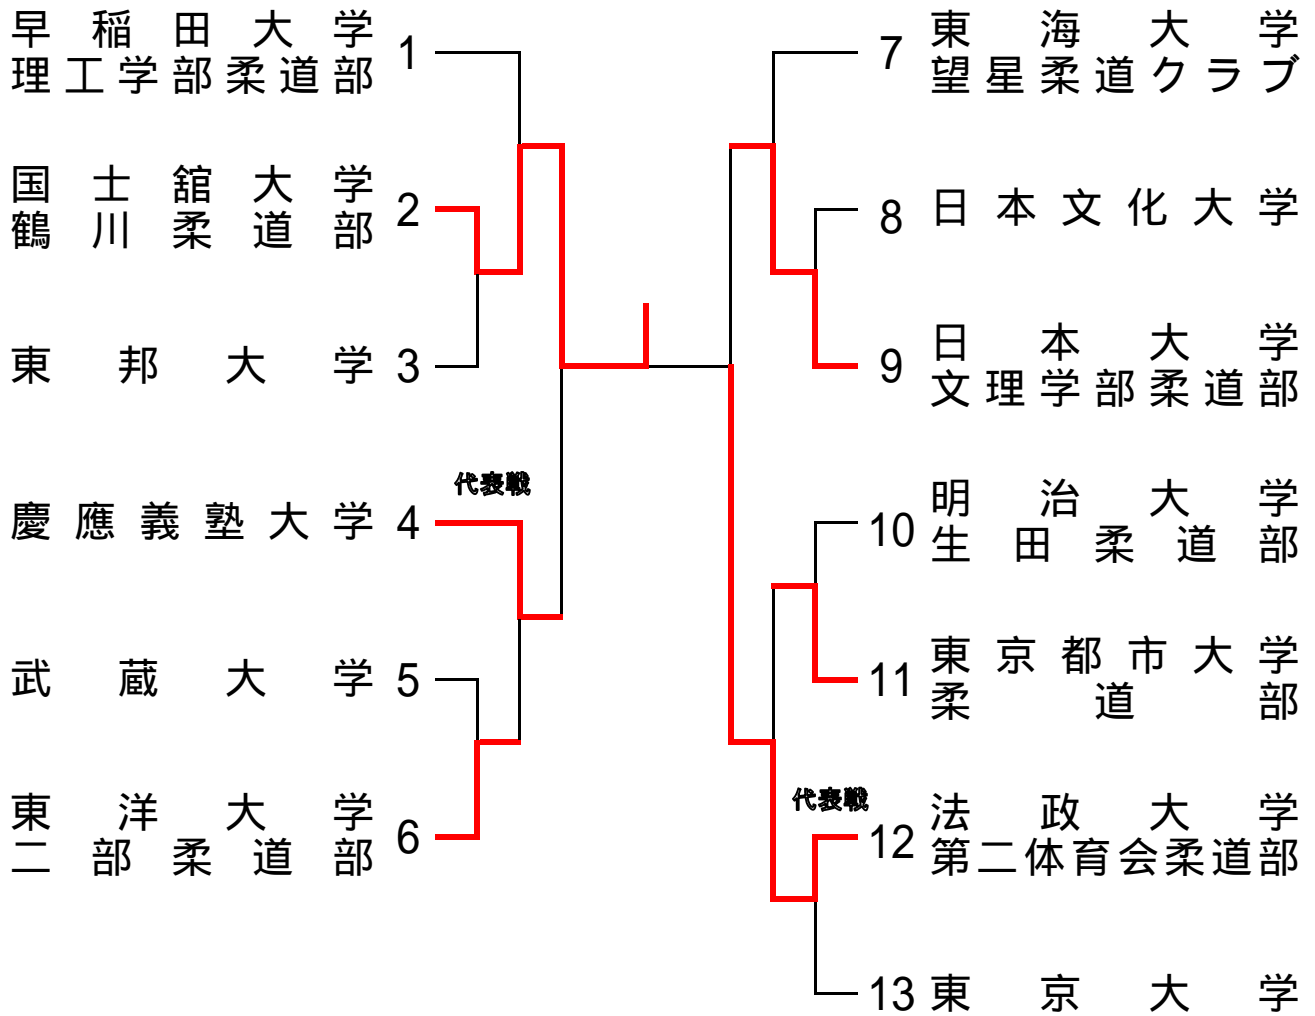 早稲田大学
理工学部柔道部
1
国士舘大学
鶴川柔道部
2
東邦大学 3
代表戦
慶應義塾大学 4
武蔵大学 5
東洋大学
二部柔道部
6
7
東海大学
望星柔道クラブ
8 日本文化大学
9
日本大学
文理学部柔道部
10
明治大学
生田柔道部
11
東京都市大学
柔道部
代表戦
12
法政大学
第二体育会柔道部
13 東京大学